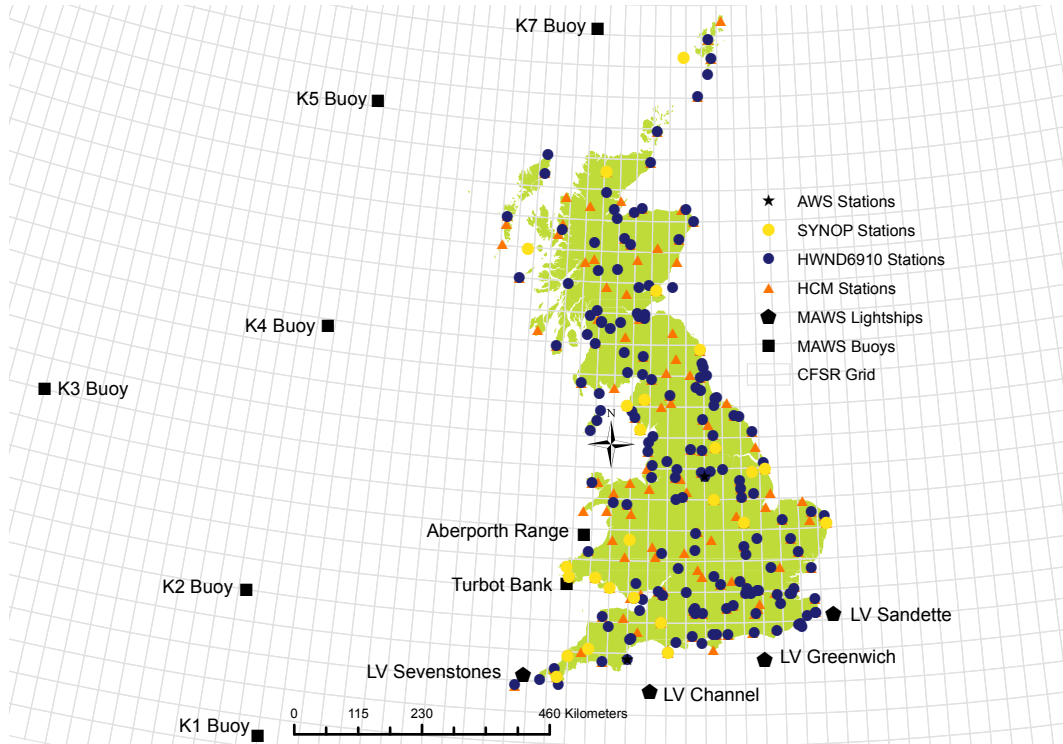 K7 Buoy
K5 Buoy
AWS Stations
SYNOP Stations
HWND6910 Stations
HCM Stations
MAWS Lightships
MAWS Buoys
CFSR Grid
K4 Buoy
K3 Buoy
N
Aberporth Range
Turbot Bank
K2 Buoy
LV Sandette
LV Greenwich
LV Sevenstones
LV Channel
K1 Buoy
0 115 230 460 Kilometers